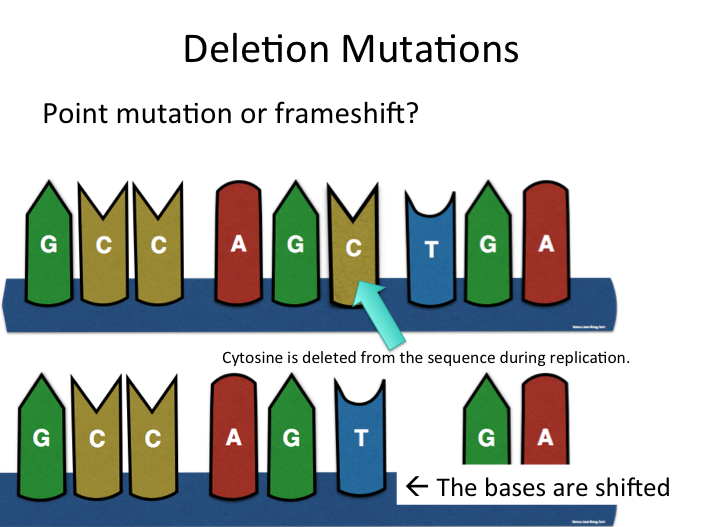 Deletion Mutations
Point mutation or frameshift?
G C C A G C T G A
Cytosine is deleted from the sequence during replication.
G C C A G T G A
← The bases are shifted